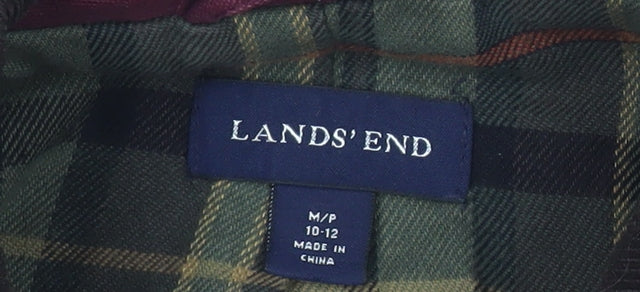 LANDS' END
M/P
10-12
MADE IN
CHINA